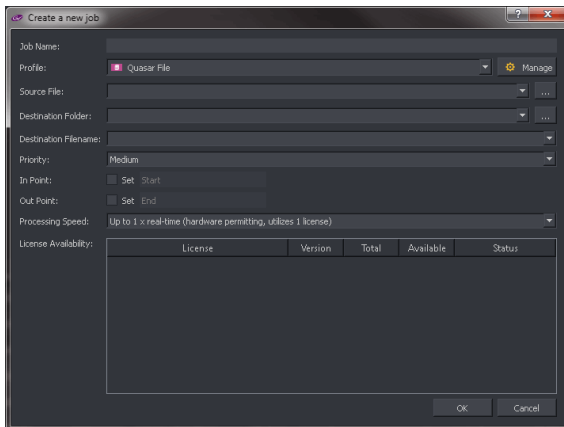 Create a new job
?
X
Job Name:
Profile: Quasar File Manage
Source File: ...
Destination Folder: ...
Destination Filename:
Priority: Medium
In Point: Set Start
Out Point: Set End
Processing Speed: Up to 1 x real-time (hardware permitting, utilizes 1 license)
License Availability: License Version Total Available Status
OK Cancel